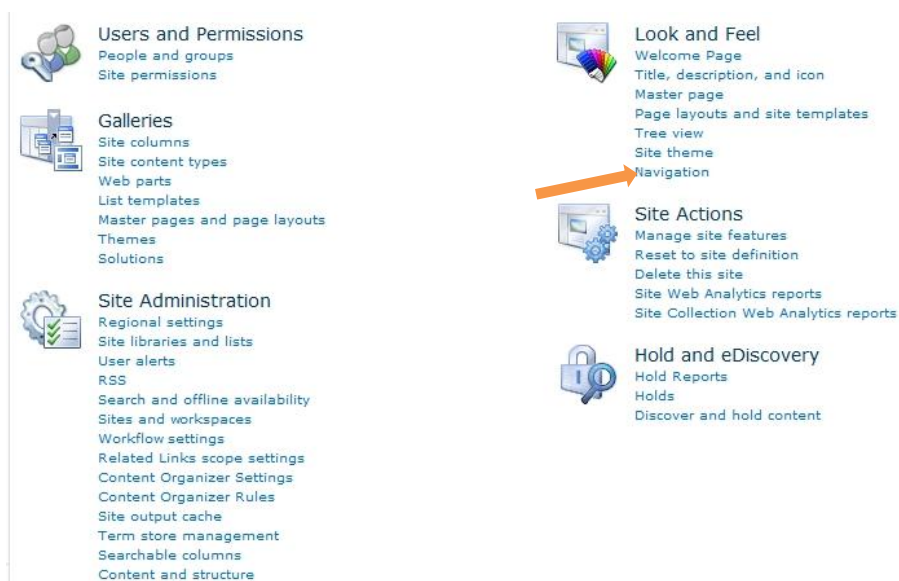 Users and Permissions
People and groups
Site permissions
Galleries
Site columns
Site content types
Web parts
List templates
Master pages and page layouts
Themes
Solutions
Site Administration
Regional settings
Site libraries and lists
User alerts
RSS
Search and offline availability
Sites and workspaces
Workflow settings
Related Links scope settings
Content Organizer Settings
Content Organizer Rules
Site output cache
Term store management
Searchable columns
Content and structure
Look and Feel
Welcome Page
Title, description, and icon
Master page
Page layouts and site templates
Tree view
Site theme
Navigation
Site Actions
Manage site features
Reset to site definition
Delete this site
Site Web Analytics reports
Site Collection Web Analytics reports
Hold and eDiscovery
Hold Reports
Holds
Discover and hold content